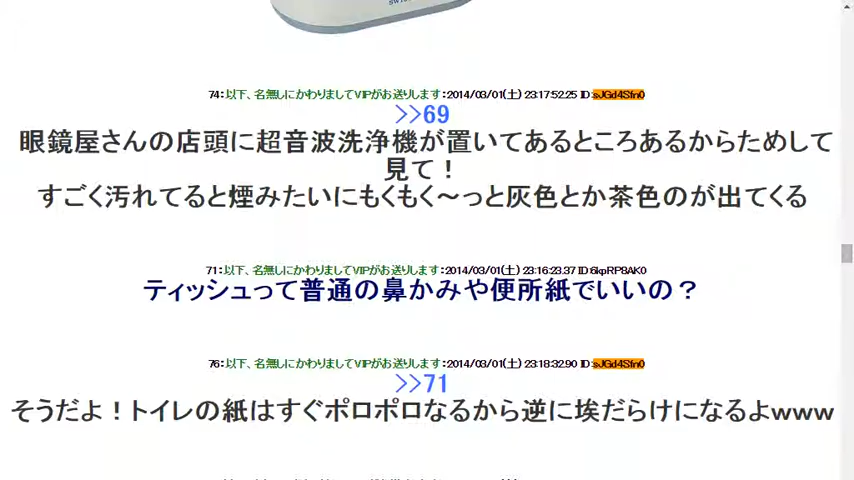 74：以下、名無しにかわりましてVIPがお送りします：2014/03/01(土) 23:17:52.25 ID:sJGd4Sfn0
>>69
眼鏡屋さんの店頭に超音波洗浄機が置いてあるところあるからためして
見て！
すごく汚れてると煙みたいにもくもく～っと灰色とか茶色のが出てくる
71：以下、名無しにかわりましてVIPがお送りします：2014/03/01(土) 23:16:23.37 ID:6kpRP8AK0
ティッシュって普通の鼻かみや便所紙でいいの？
76：以下、名無しにかわりましてVIPがお送りします：2014/03/01(土) 23:18:32.90 ID:sJGd4Sfn0
>>71
そうだよ！トイレの紙はすぐポロポロなるから逆に埃だらけになるよwww